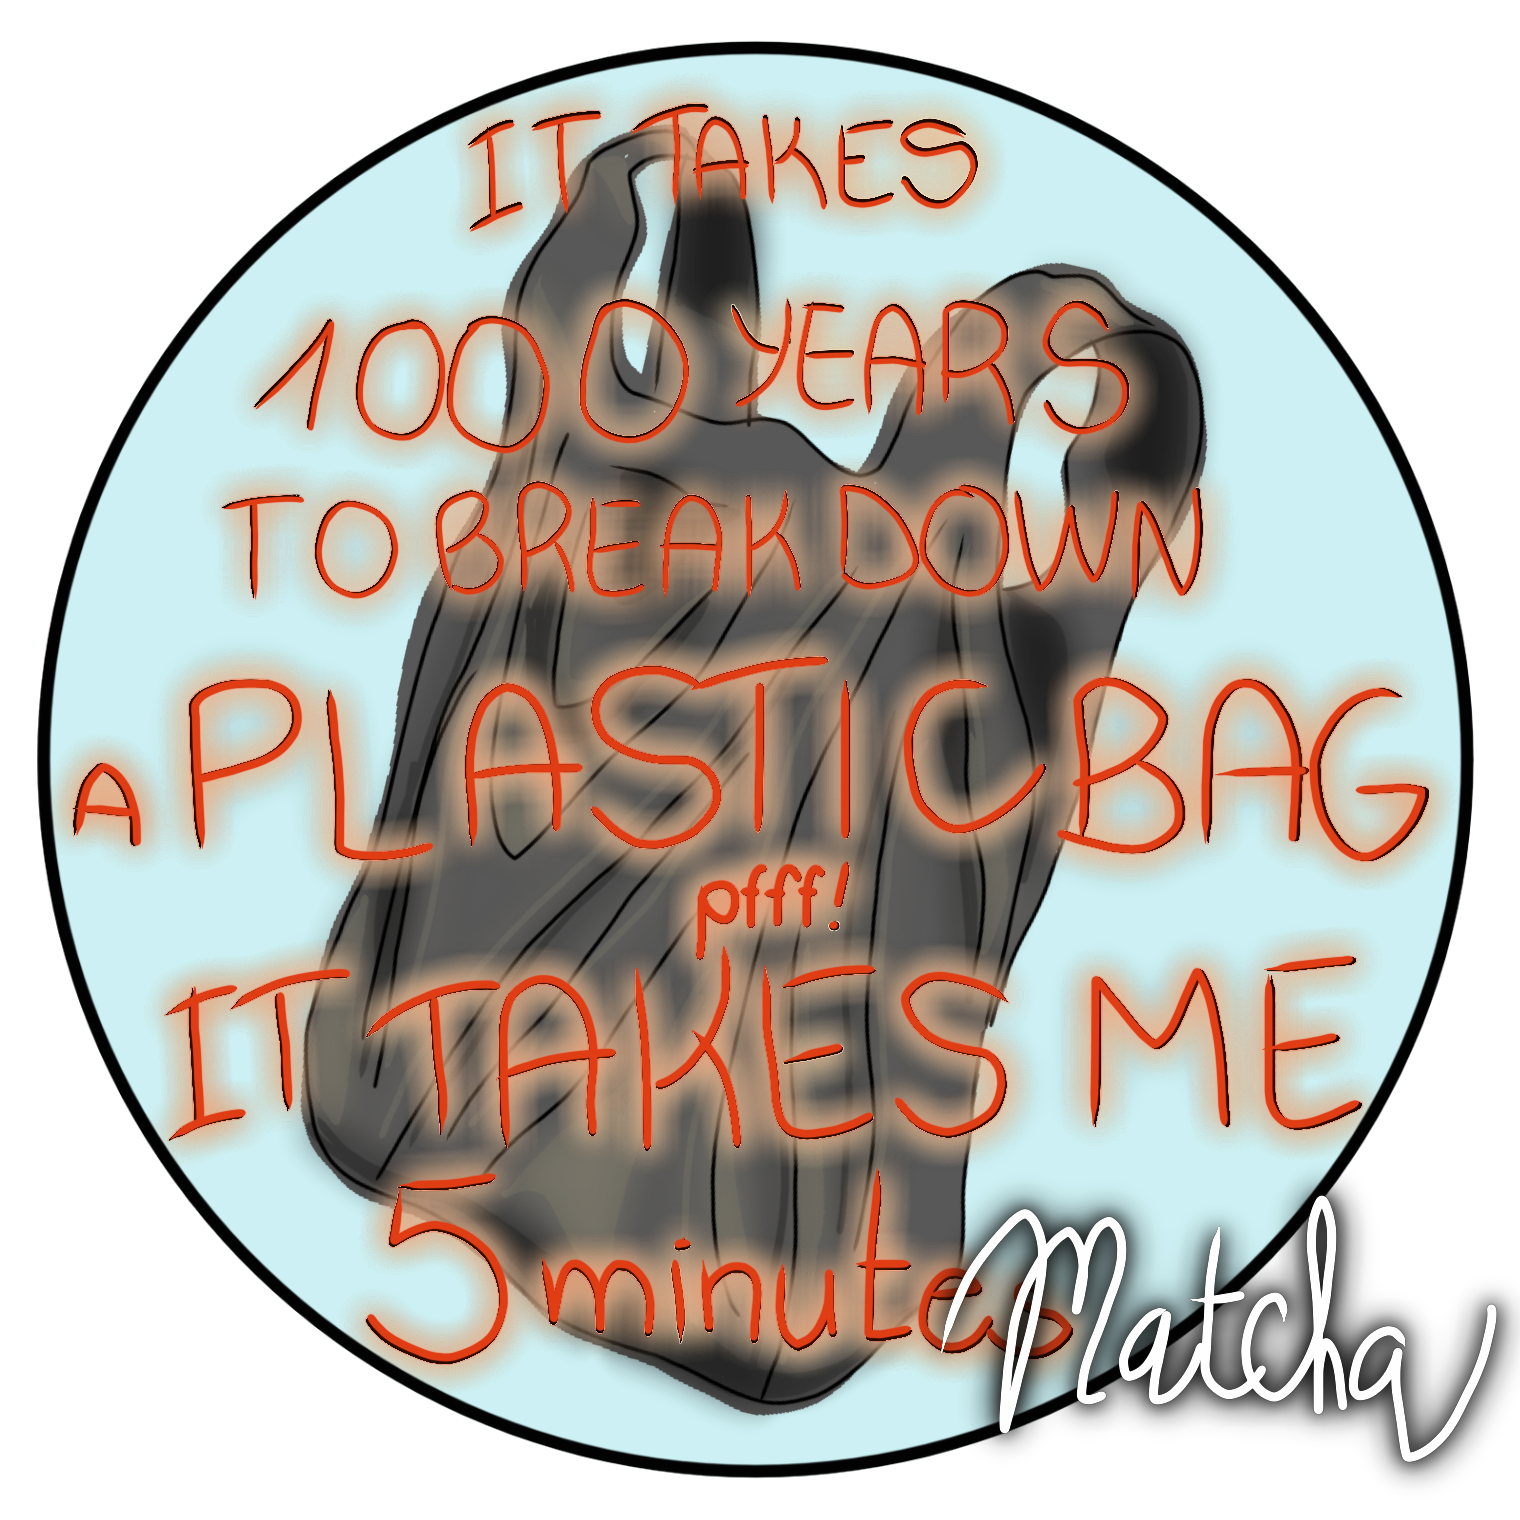 IT TAKES
1000 YEARS
TO BREAK DOWN
A PLASTIC BAG
pfff!
IT TAKES ME
5 minutes
Matcha